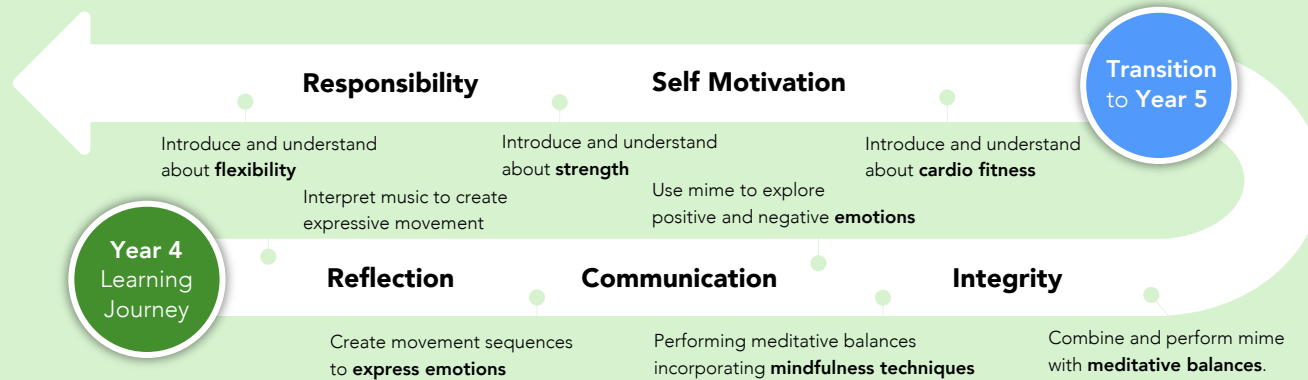 Responsibility
Self Motivation
Transition
to Year 5
Introduce and understand
about flexibility
Introduce and understand
about strength
Introduce and understand
about cardio fitness
Interpret music to create
expressive movement
Use mime to explore
positive and negative emotions
Year 4
Learning
Journey
Reflection
Communication
Integrity
Create movement sequences
to express emotions
Performing meditative balances
incorporating mindfulness techniques
Combine and perform mime
with meditative balances.